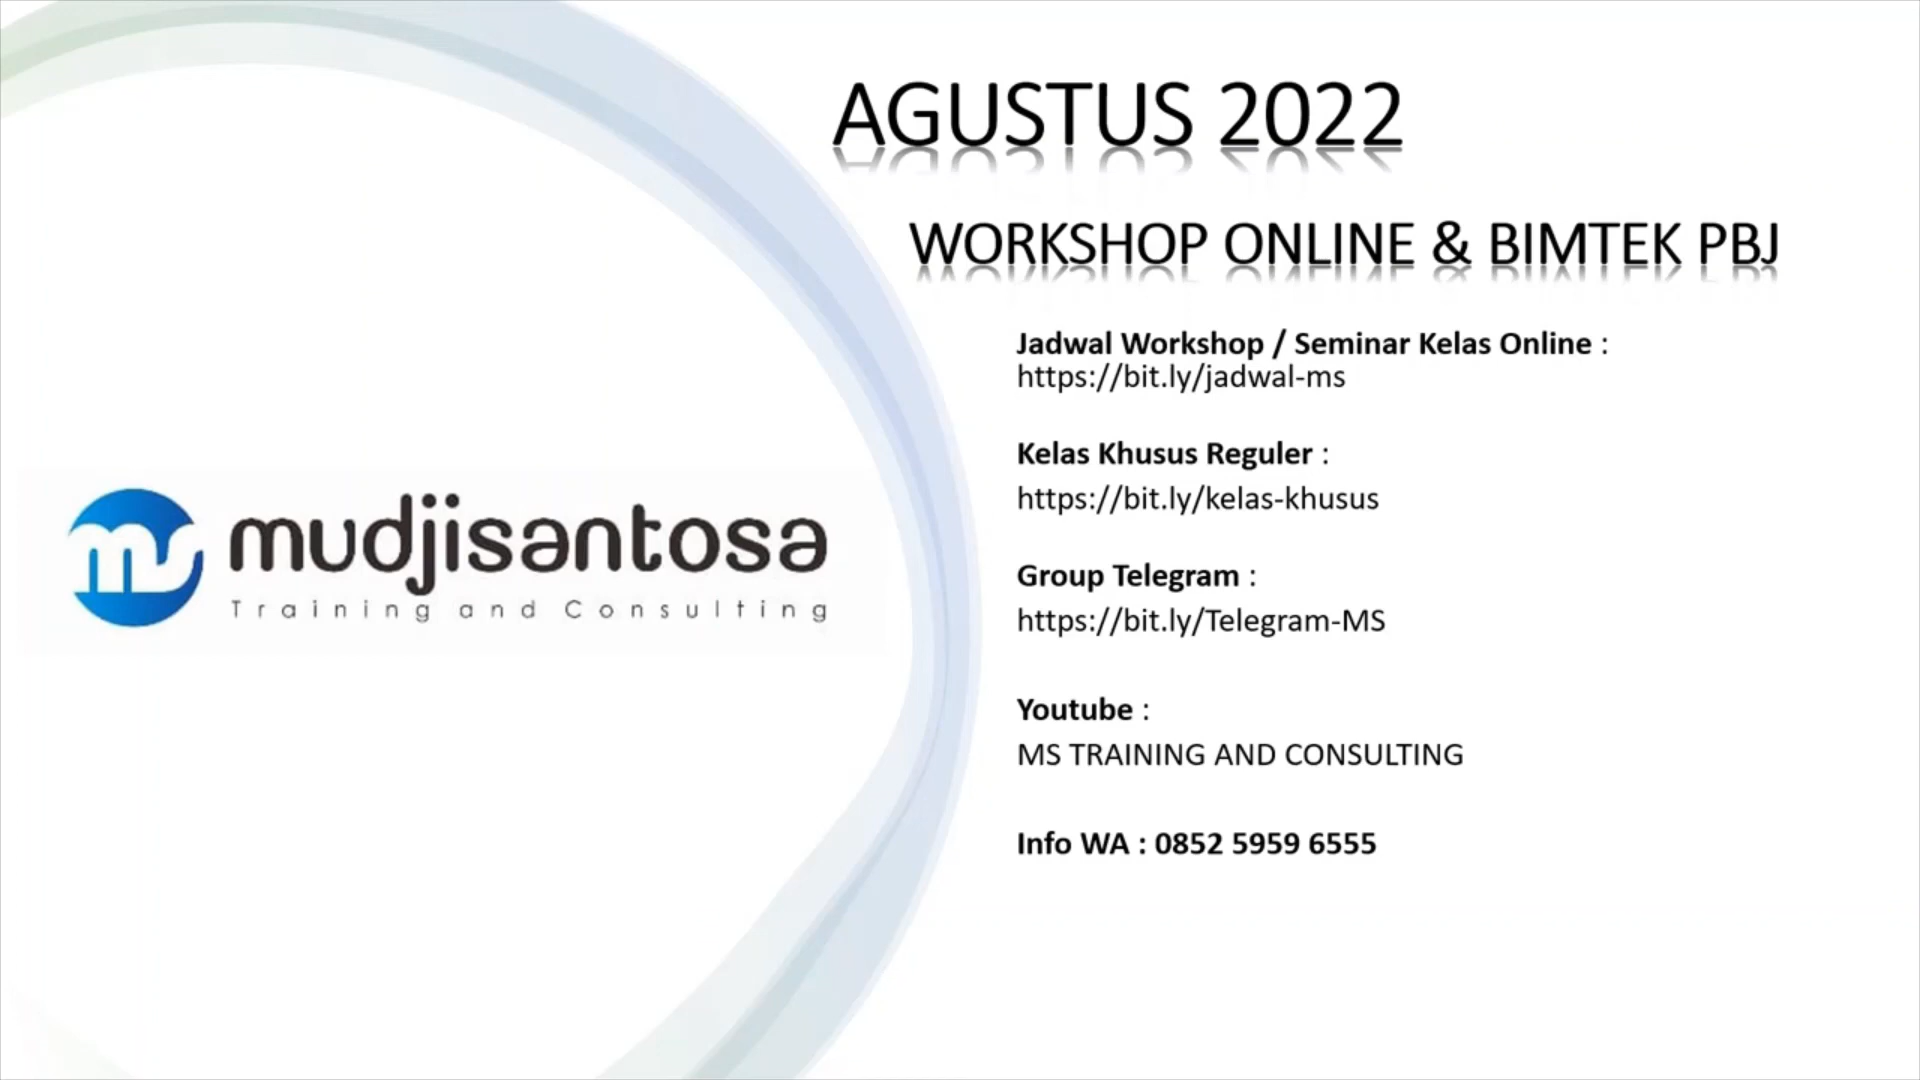 AGUSTUS 2022
WORKSHOP ONLINE & BIMTEK PBJ
Jadwal Workshop / Seminar Kelas Online :
https://bit.ly/jadwal-ms
Kelas Khusus Reguler :
https://bit.ly/kelas-khusus
Group Telegram :
https://bit.ly/Telegram-MS
Youtube :
MS TRAINING AND CONSULTING
Info WA : 0852 5959 6555
ms
mudjisantosa
Training and Consulting